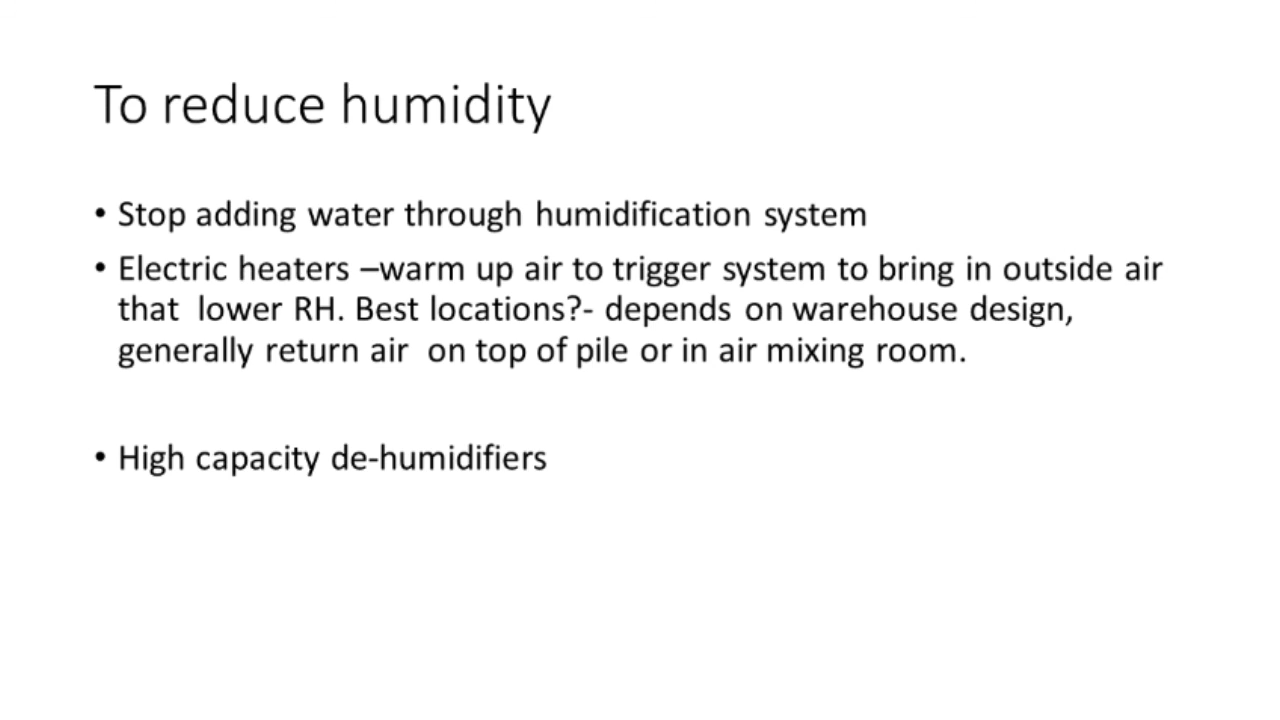 To reduce humidity
• Stop adding water through humidification system
• Electric heaters –warm up air to trigger system to bring in outside air
that  lower RH. Best locations?- depends on warehouse design,
generally return air  on top of pile or in air mixing room.
• High capacity de-humidifiers